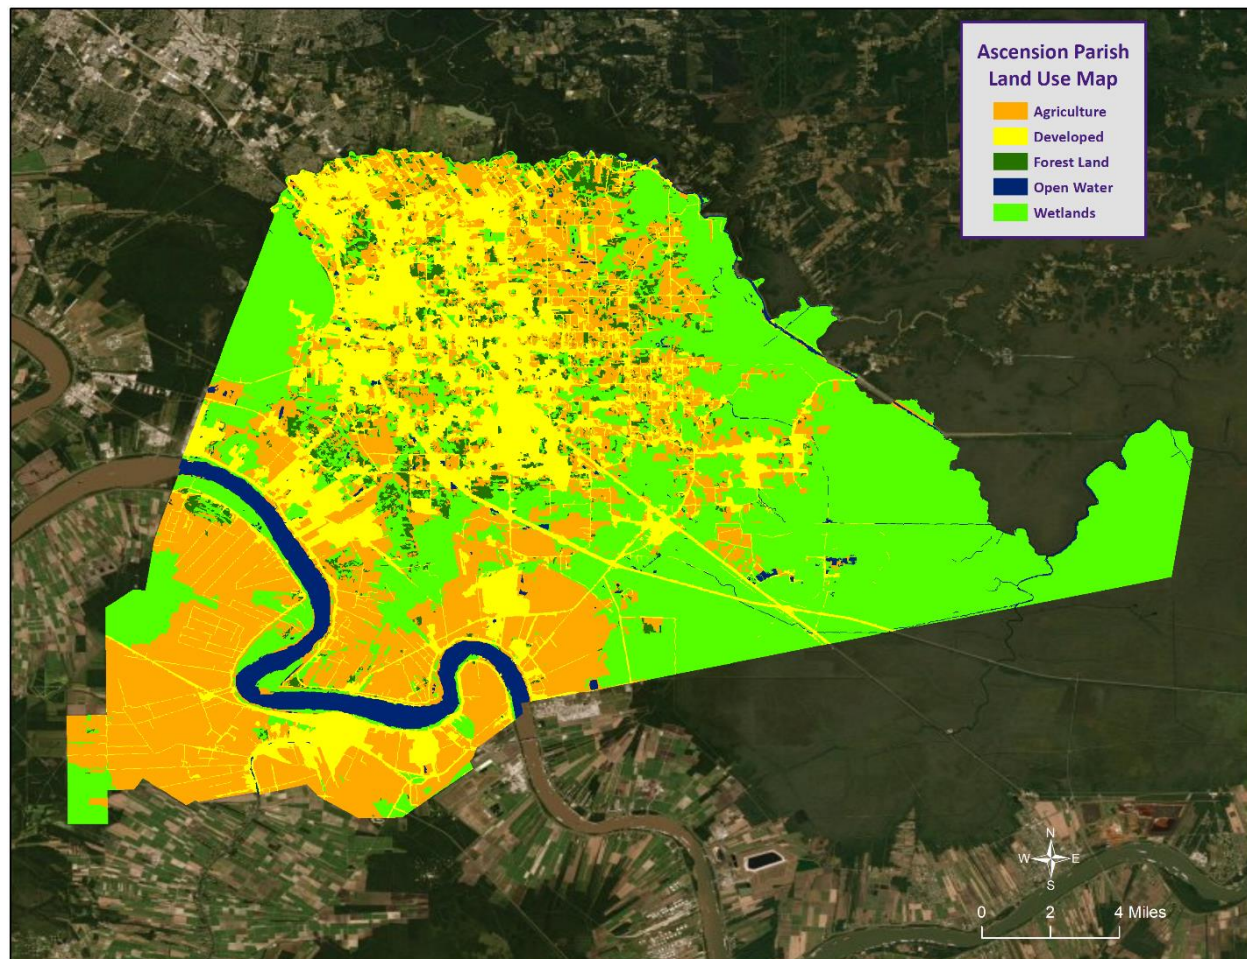 Ascension Parish
Land Use Map
Agriculture
Developed
Forest Land
Open Water
Wetlands
N
W E
S
0 2 4 Miles